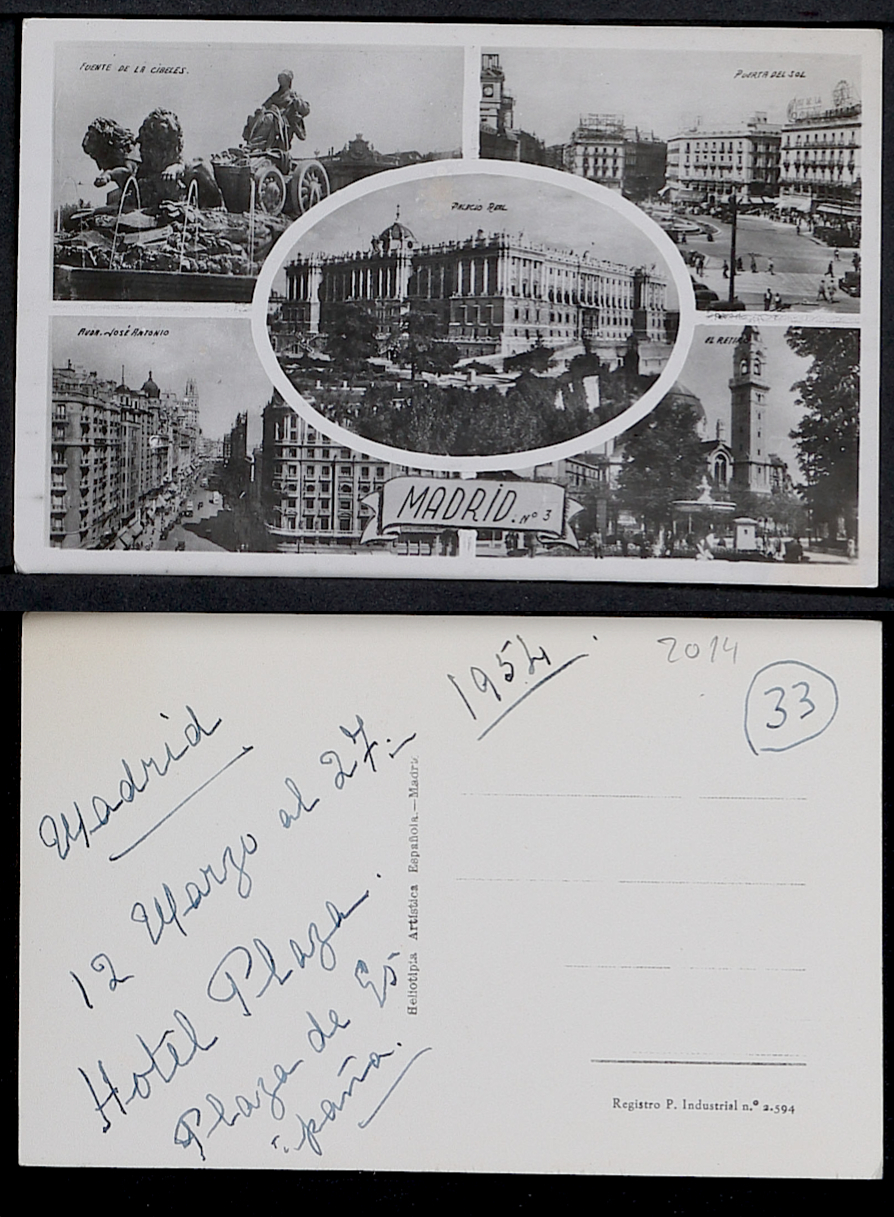 FUENTE DE LA CIBELES.
PUERTA DEL SOL
PALACIO REAL
AVDA. JOSÉ ANTONIO
EL RETIRO
MADRID. Nº 3
1954.
2014
33
Madrid
12 Marzo al 27.
Hotel Plaza.
Plaza de Es-
paña.
Heliotipia Artística Española.—Madrid
Registro P. Industrial n.º 2.594